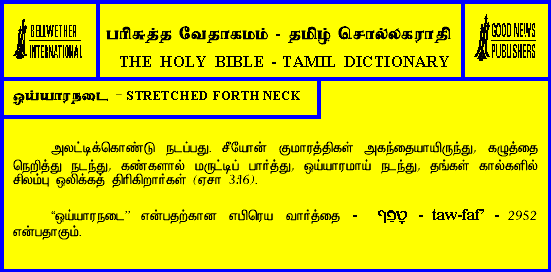 BELLWETHER
INTERNATIONAL
பரிசுத்த வேதாகமம் - தமிழ் சொல்லகராதி
THE HOLY BIBLE - TAMIL DICTIONARY
GOOD NEWS
PUBLISHERS
ஒய்யாரநடை - STRETCHED FORTH NECK
அலட்டிக்கொண்டு நடப்பது. சீயோன் குமாரத்திகள் அகந்தையாயிருந்து, கழுத்தை
நெறித்து நடந்து, கண்களால் மருட்டிப் பார்த்து, ஒய்யாரமாய் நடந்து, தங்கள் கால்களில்
சிலம்பு ஒலிக்கத் திரிகிறார்கள் (ஏசா 3:16).
“ஒய்யாரநடை” என்பதற்கான எபிரெய வார்த்தை - טָפַף - taw-faf’ - 2952
என்பதாகும்.